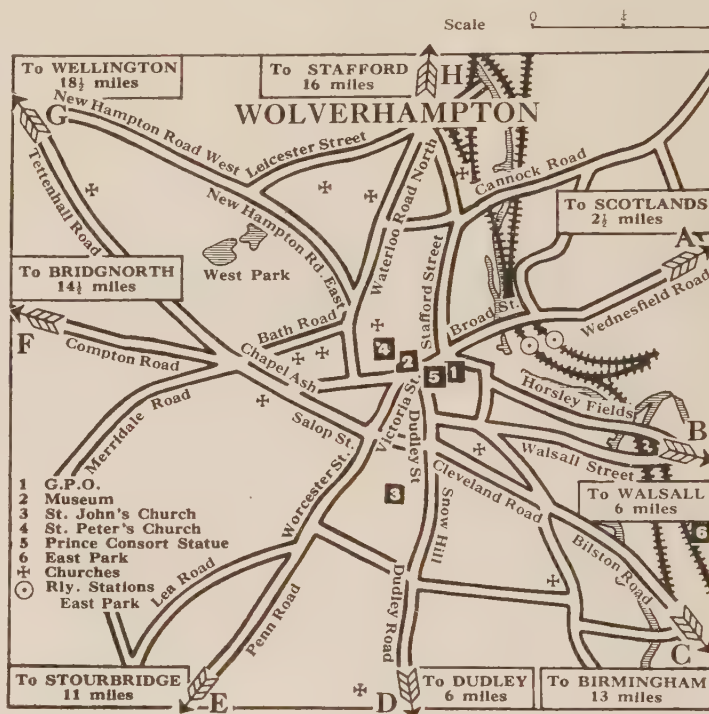 Scale 0 ¼
To WELLINGTON
18½ miles
To STAFFORD
16 miles
H
WOLVERHAMPTON
G
New Hampton Road West
Leicester Street
Tettenhall Road
New Hampton Rd. East
Waterloo Road North
Cannock Road
To SCOTLANDS
2½ miles
A
West Park
Stafford Street
To BRIDGNORTH
14½ miles
F
Bath Road
Broad St.
Wednesfield Road
Compton Road
Chapel Ash
4
2
5
1
Horsley Fields
B
Merridale Road
Salop St.
Victoria St.
Dudley St
Walsall Street
Cleveland Road
1 G.P.O.
2 Museum
3 St. John's Church
4 St. Peter's Church
5 Prince Consort Statue
6 East Park
Churches
Rly. Stations
East Park
Worcester St.
3
Snow Hill
To WALSALL
6 miles
6
Bilston Road
Lea Road
Penn Road
Dudley Road
C
To STOURBRIDGE
11 miles
E
D
To DUDLEY
6 miles
To BIRMINGHAM
13 miles